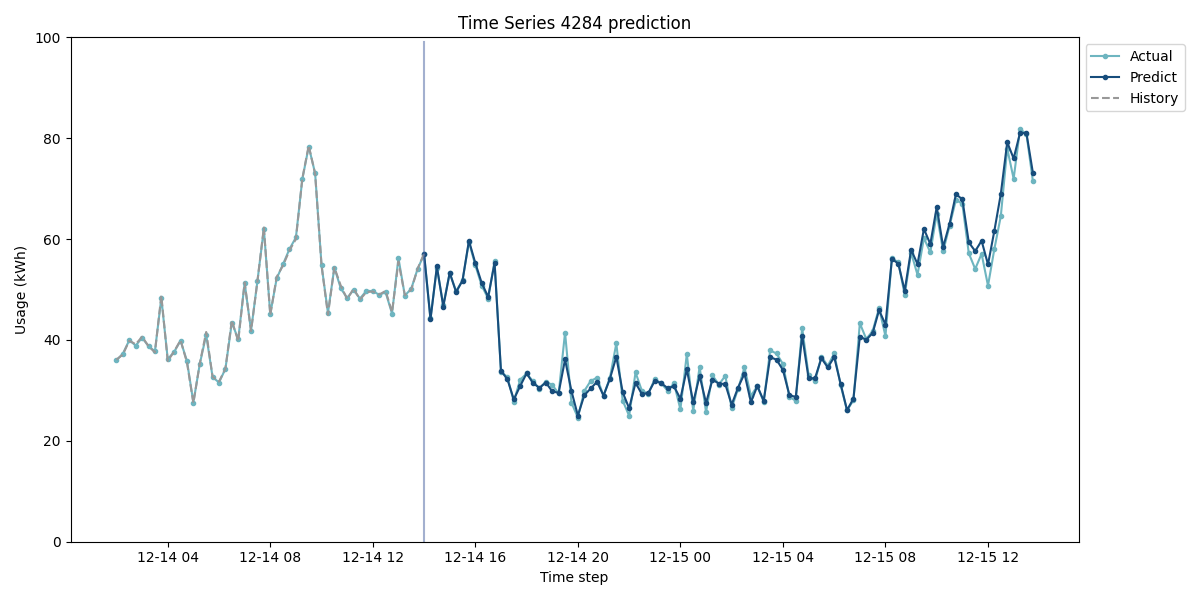 Time Series 4284 prediction
100
80
60
40
20
0
Usage (kWh)
12-14 04
12-14 08
12-14 12
12-14 16
12-14 20
12-15 00
12-15 04
12-15 08
12-15 12
Time step
Actual
Predict
History